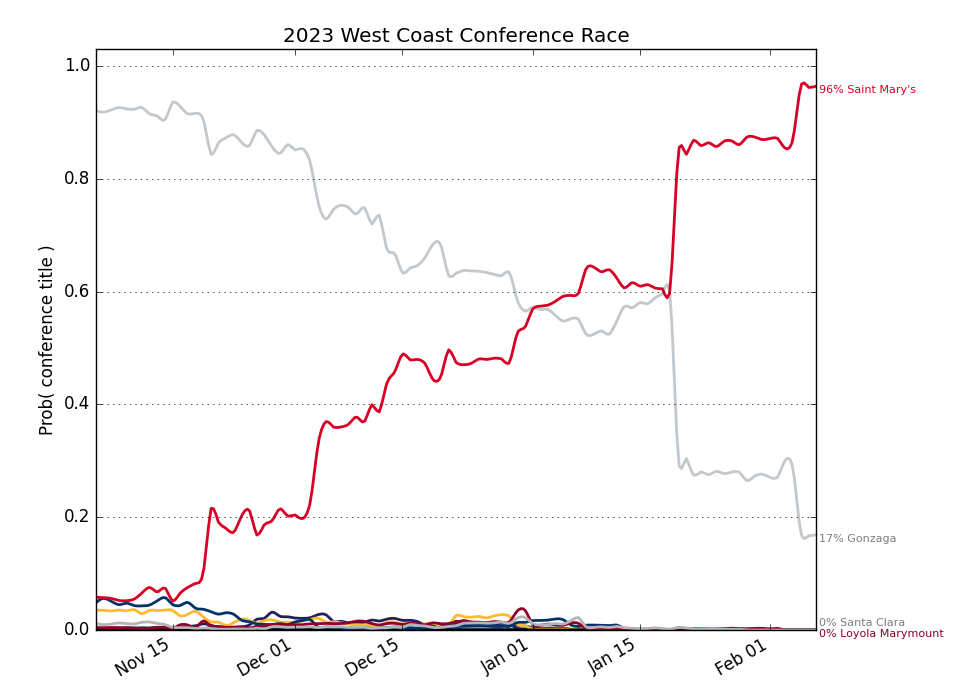 2023 West Coast Conference Race
Prob( conference title )
1.0
0.8
0.6
0.4
0.2
0.0
Nov 15
Dec 01
Dec 15
Jan 01
Jan 15
Feb 01
96% Saint Mary's
17% Gonzaga
0% Santa Clara
0% Loyola Marymount